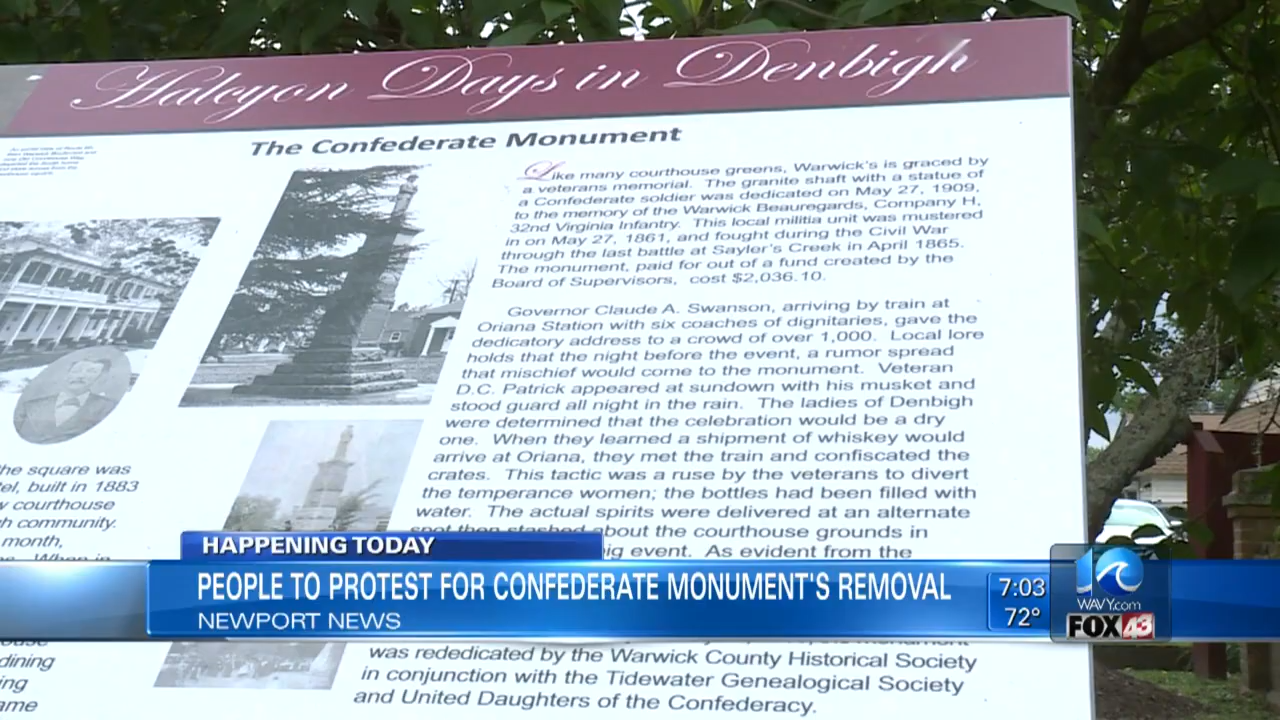 Halcyon Days in Denbigh
The Confederate Monument
Like many courthouse greens, Warwick's is graced by
a veterans memorial. The granite shaft with a statue of
a Confederate soldier was dedicated on May 27, 1909,
to the memory of the Warwick Beauregards, Company H,
32nd Virginia Infantry. This local militia unit was mustered
in on May 27, 1861, and fought during the Civil War
through the last battle at Sayler's Creek in April 1865.
The monument, paid for out of a fund created by the
Board of Supervisors, cost $2,036.10.
Governor Claude A. Swanson, arriving by train at
Oriana Station with six coaches of dignitaries, gave the
dedicatory address to a crowd of over 1,000. Local lore
holds that the night before the event, a rumor spread
that mischief would come to the monument. Veteran
D.C. Patrick appeared at sundown with his musket and
stood guard all night in the rain. The ladies of Denbigh
were determined that the celebration would be a dry
one. When they learned a shipment of whiskey would
arrive at Oriana, they met the train and confiscated the
crates. This tactic was a ruse by the veterans to divert
the temperance women; the bottles had been filled with
water. The actual spirits were delivered at an alternate
spot then stashed about the courthouse grounds in
big event. As evident from the
was rededicated by the Warwick County Historical Society
in conjunction with the Tidewater Genealogical Society
and United Daughters of the Confederacy.
he square was
el, built in 1883
courthouse
h community.
month,
When in
dining
ing
ame
HAPPENING TODAY
PEOPLE TO PROTEST FOR CONFEDERATE MONUMENT'S REMOVAL
NEWPORT NEWS
7:03
72°
WAVY.com
FOX 43